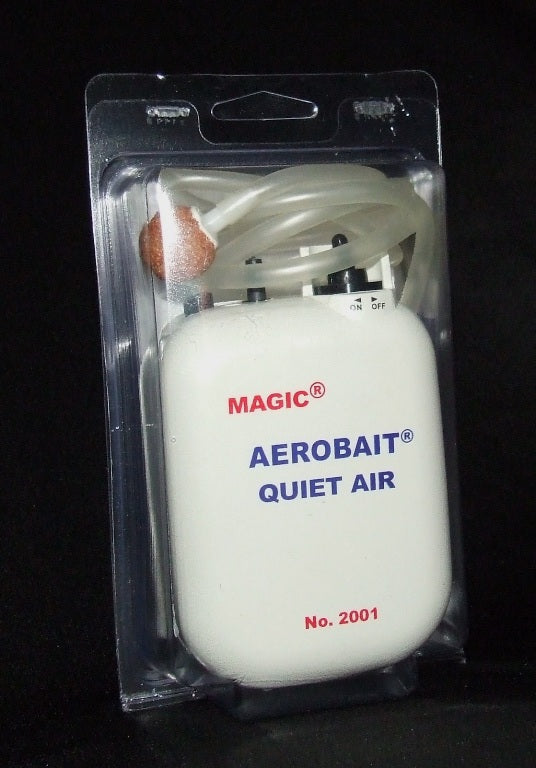 ◄ ►
ON OFF
MAGIC®
AEROBAIT®
QUIET AIR
No. 2001